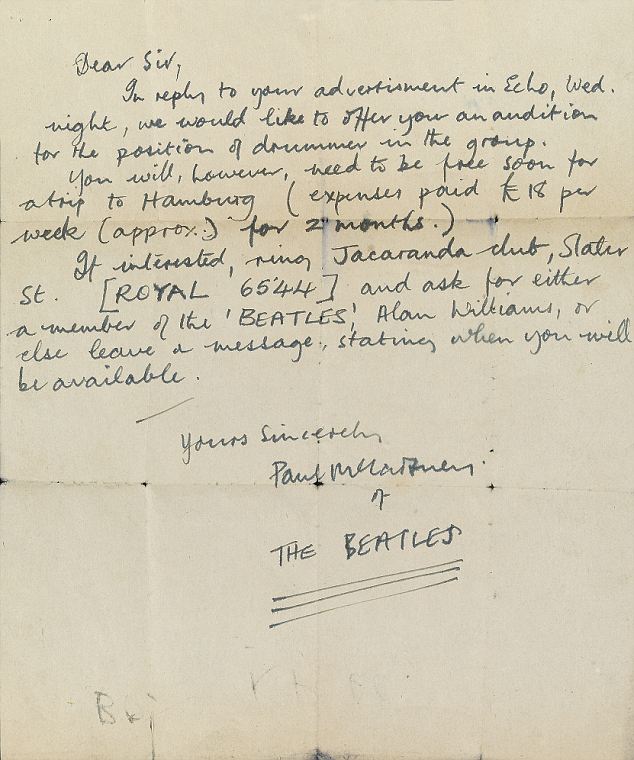 Dear Sir,
In reply to your advertisment in Echo, Wed.
night, we would like to offer your an audition
for the position of drummer in the group.
You will, however, need to be free soon for
a trip to Hamburg (expenses paid £18 per
week (approx.) for 2 months.)
If interested, ring Jacaranda club, Slater
St. [ROYAL 6544] and ask for either
a member of the 'BEATLES', Alan Williams, or
else leave a message, stating when you will
be available.
Yours Sincerely
Paul McCartney.
of
THE BEATLES